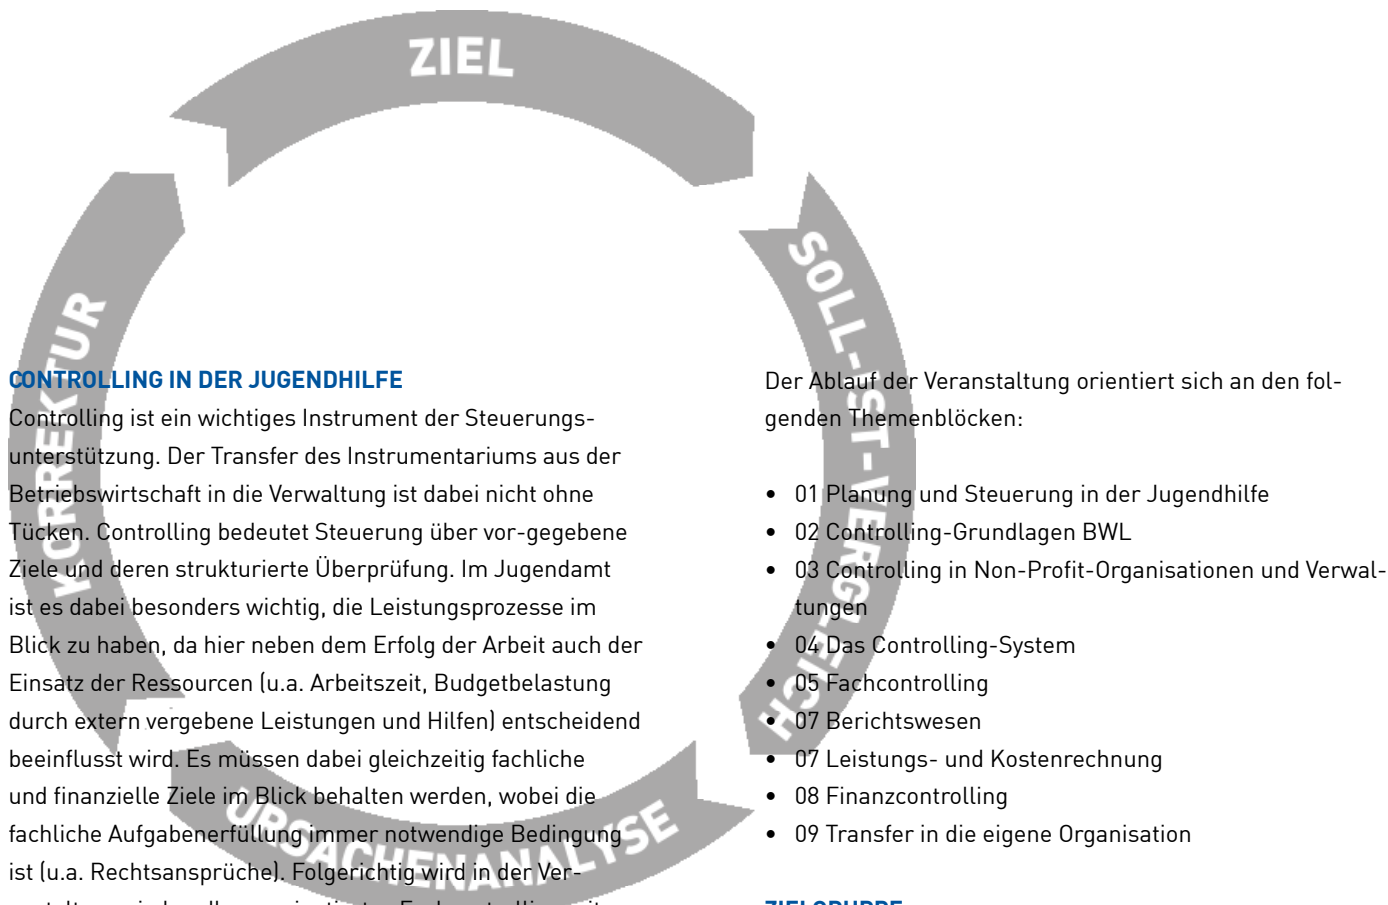 ZIEL
SOLL-IST-VERGLEICH
URSACHENANALYSE
KORREKTUR
CONTROLLING IN DER JUGENDHILFE
Controlling ist ein wichtiges Instrument der Steuerungs-
unterstützung. Der Transfer des Instrumentariums aus der
Betriebswirtschaft in die Verwaltung ist dabei nicht ohne
Tücken. Controlling bedeutet Steuerung über vor-gegebene
Ziele und deren strukturierte Überprüfung. Im Jugendamt
ist es dabei besonders wichtig, die Leistungsprozesse im
Blick zu haben, da hier neben dem Erfolg der Arbeit auch der
Einsatz der Ressourcen (u.a. Arbeitszeit, Budgetbelastung
durch extern vergebene Leistungen und Hilfen) entscheidend
beeinflusst wird. Es müssen dabei gleichzeitig fachliche
und finanzielle Ziele im Blick behalten werden, wobei die
fachliche Aufgabenerfüllung immer notwendige Bedingung
ist (u.a. Rechtsansprüche). Folgerichtig wird in der Ver-
Der Ablauf der Veranstaltung orientiert sich an den fol-
genden Themenblöcken:
• 01 Planung und Steuerung in der Jugendhilfe
• 02 Controlling-Grundlagen BWL
• 03 Controlling in Non-Profit-Organisationen und Verwal-
tungen
• 04 Das Controlling-System
• 05 Fachcontrolling
• 07 Berichtswesen
• 07 Leistungs- und Kostenrechnung
• 08 Finanzcontrolling
• 09 Transfer in die eigene Organisation
ZIELGRUPPE